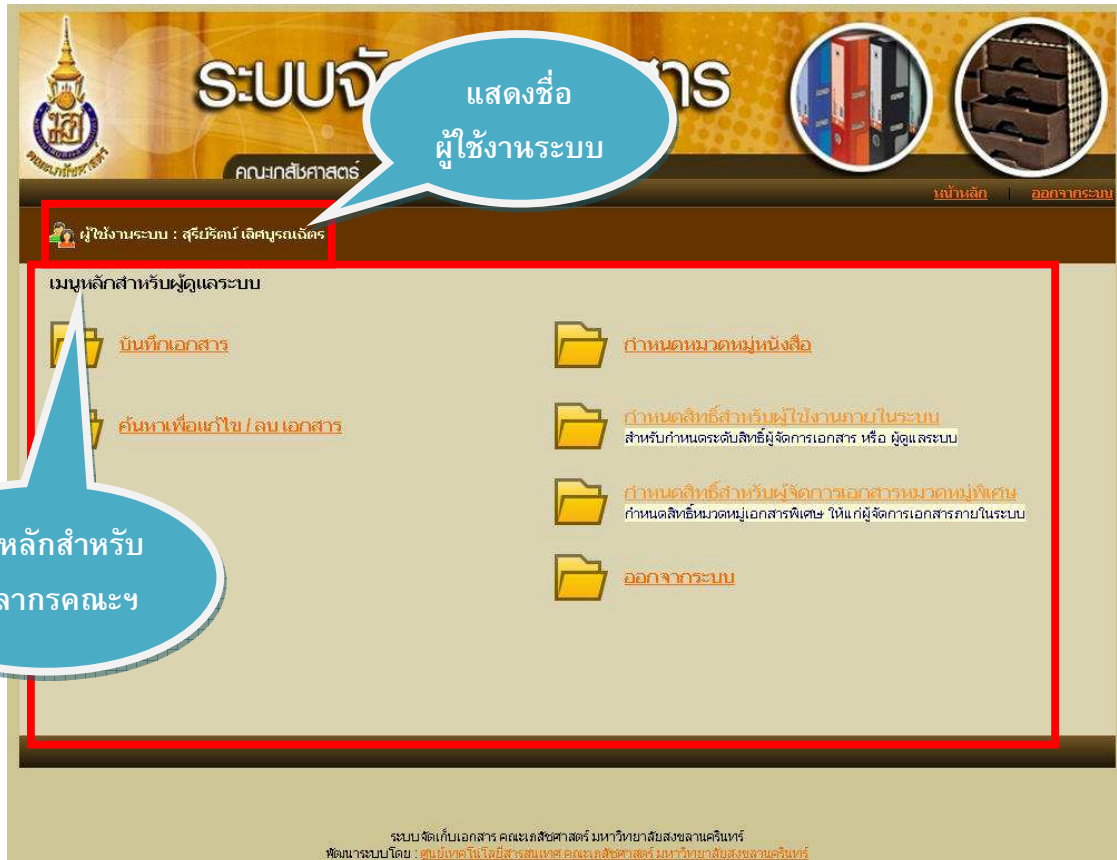 ระบบจั สาร
แสดงชื่อ
ผู้ใช้งานระบบ
คณะเภสัชศาสตร์
คณะเภสัชศาสตร์
หน้าหลัก | ออกจากระบบ
ผู้ใช้งานระบบ : สุรีย์รัตน์ เลิศบูรณฉัตร
เมนูหลักสำหรับผู้ดูแลระบบ
บันทึกเอกสาร
กำหนดหมวดหมู่หนังสือ
ค้นหาเพื่อแก้ไข / ลบ เอกสาร
กำหนดสิทธิ์สำหรับผู้ใช้งานภายในระบบ
สำหรับกำหนดระดับสิทธิ์ผู้จัดการเอกสาร หรือ ผู้ดูแลระบบ
กำหนดสิทธิ์สำหรับผู้จัดการเอกสารหมวดหมู่พิเศษ
กำหนดสิทธิ์หมวดหมู่เอกสารพิเศษ ให้แก่ผู้จัดการเอกสารภายในระบบ
หลักสำหรับ
ลากรคณะฯ
ออกจากระบบ
ระบบจัดเก็บเอกสาร คณะเภสัชศาสตร์ มหาวิทยาลัยสงขลานครินทร์
พัฒนาระบบโดย : ศูนย์เทคโนโลยีสารสนเทศ คณะเภสัชศาสตร์ มหาวิทยาลัยสงขลานครินทร์